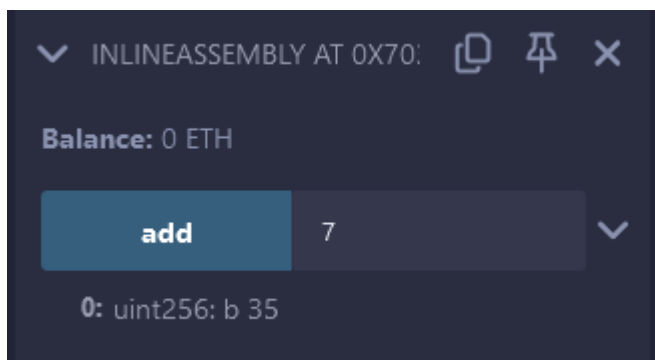 INLINEASSEMBLY AT 0X70:
Balance: 0 ETH
add 7
0: uint256: b 35